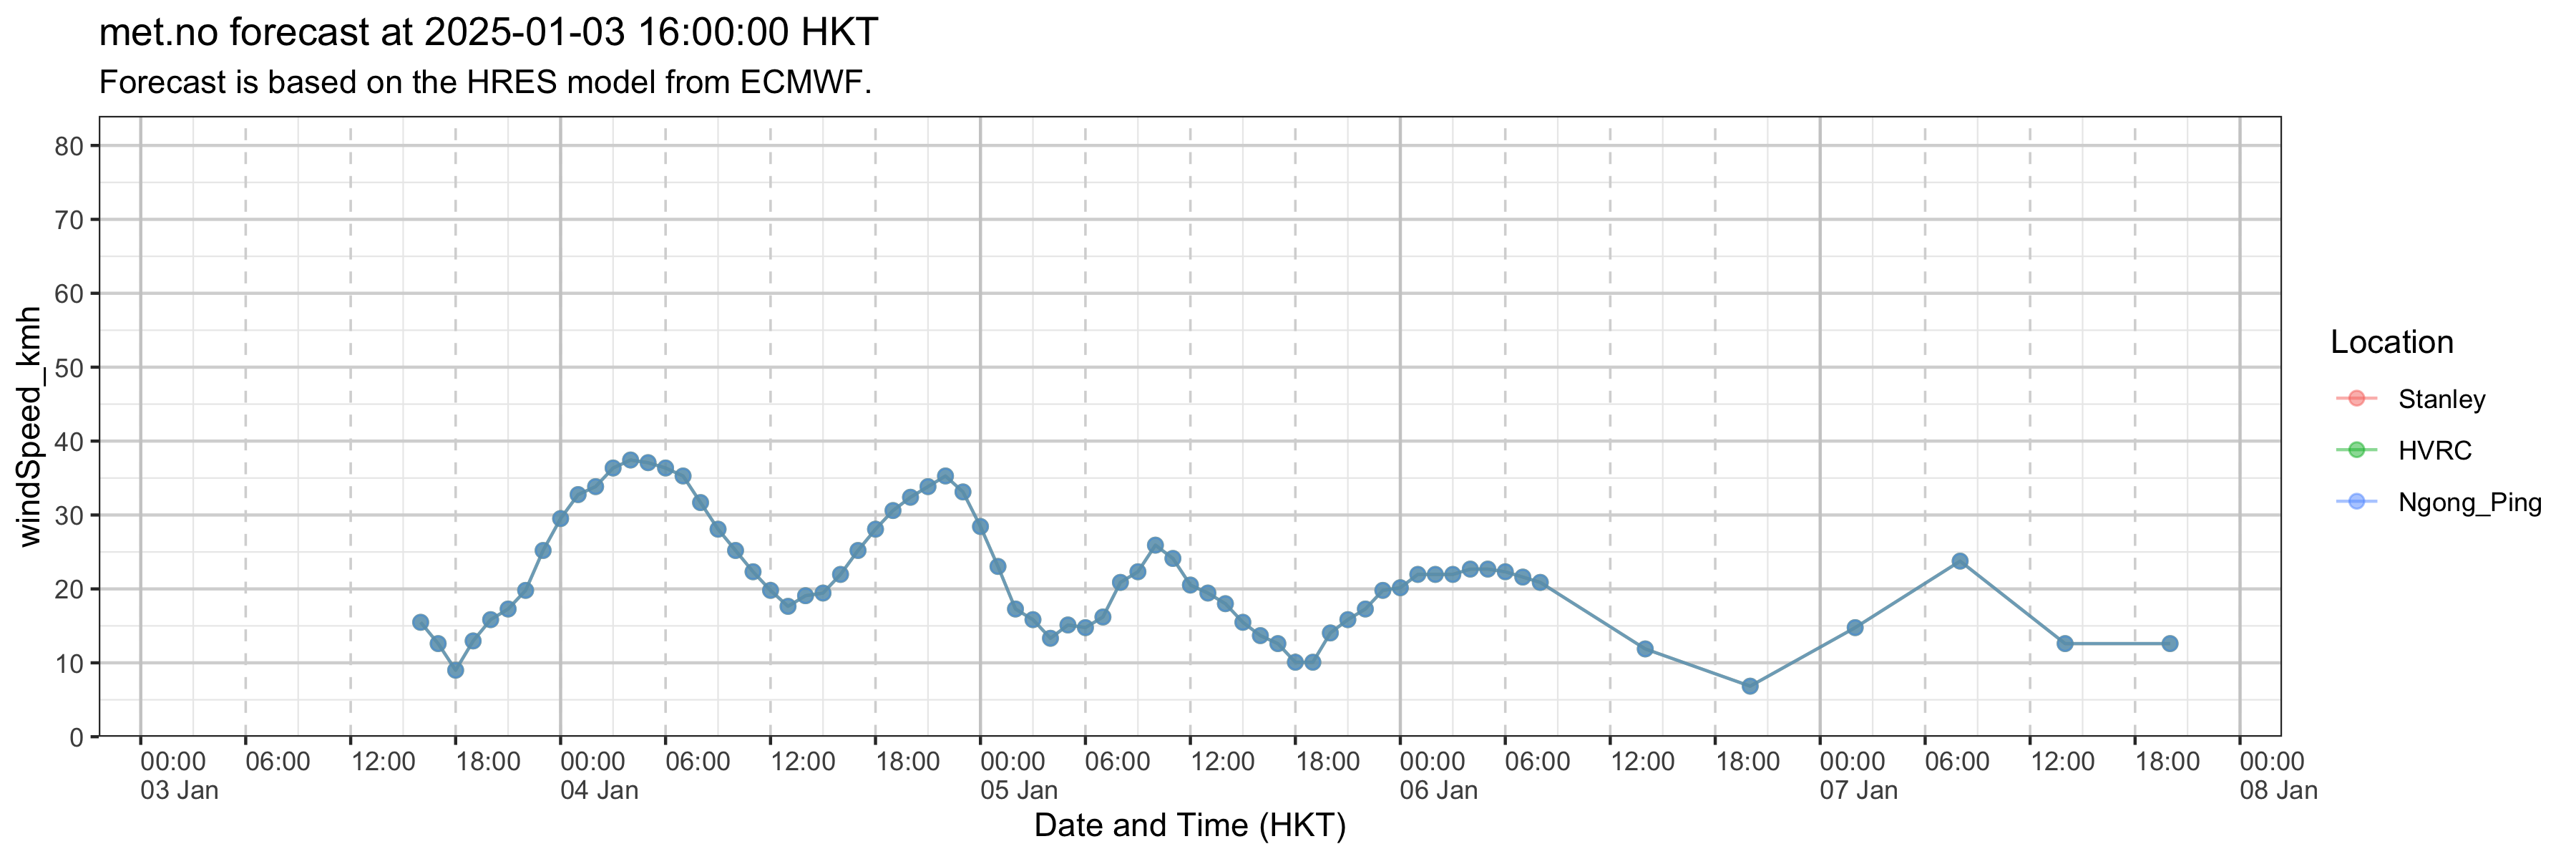 met.no forecast at 2025-01-03 16:00:00 HKT
Forecast is based on the HRES model from ECMWF.
windSpeed_kmh
80
70
60
50
40
30
20
10
0
00:00 06:00 12:00 18:00 00:00 06:00 12:00 18:00 00:00 06:00 12:00 18:00 00:00 06:00 12:00 18:00 00:00 06:00 12:00 18:00 00:00
03 Jan 04 Jan 05 Jan 06 Jan 07 Jan 08 Jan
Date and Time (HKT)
Location
Stanley
HVRC
Ngong_Ping